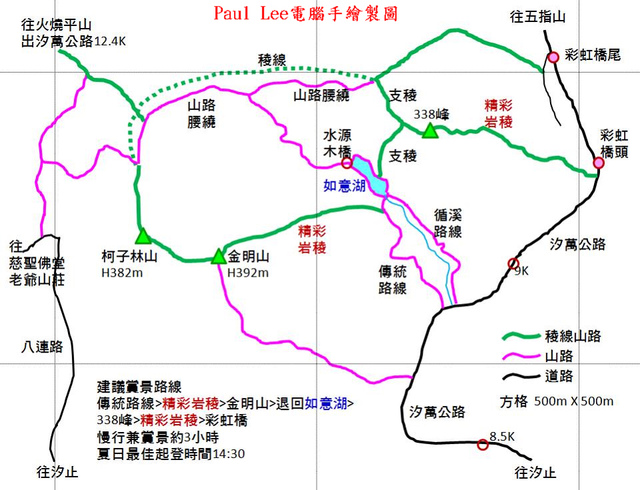 Paul Lee電腦手繪製圖
往火燒平山
出汐萬公路12.4K
往五指山
彩虹橋尾
稜線
山路
腰繞
山路腰繞
支稜
338峰
精彩
岩稜
彩虹
橋頭
水源
木橋
支稜
如意湖
往
慈聖佛堂
老爺山莊
柯子林山
H382m
金明山
H392m
精彩
岩稜
循溪
路線
傳統
路線
汐萬公路
9K
八連路
稜線山路
山路
道路
方格 500m X 500m
建議賞景路線
傳統路線>精彩岩稜>金明山>退回如意湖>
338峰>精彩岩稜>彩虹橋
慢行兼賞景約3小時
夏日最佳起登時間14:30
汐萬公路
8.5K
往汐止
往汐止